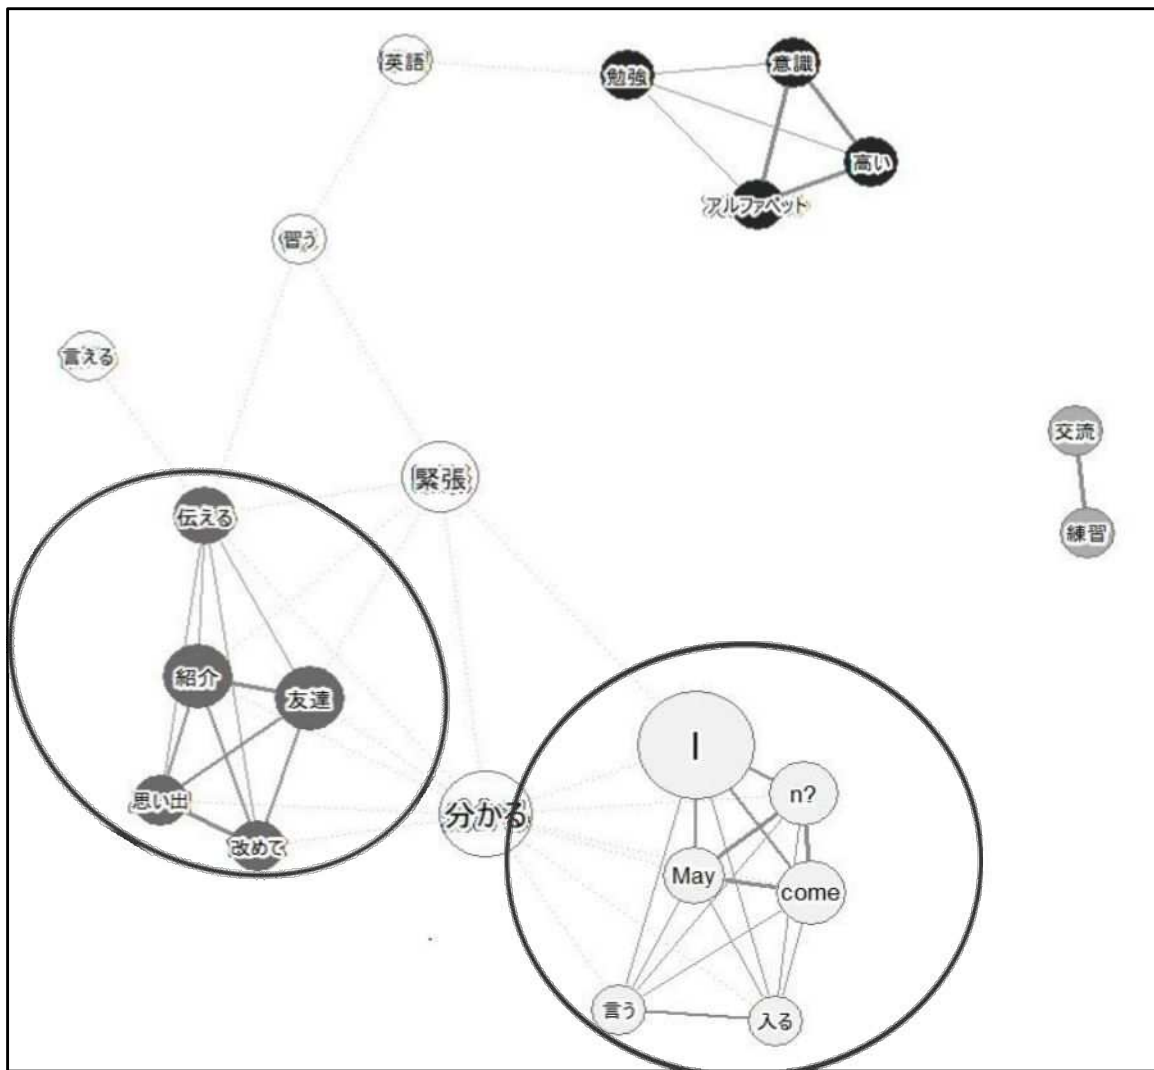 英語
勉強
意識
高い
アルファベット
習う
言える
交流
緊張
練習
伝える
紹介
友達
I
n?
思い出
分かる
改めて
May
come
言う
入る